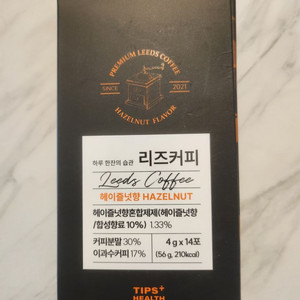 PREMIUM LEEDS COFFEE
SINCE 2021
HAZELNUT FLAVOR
하루 한잔의 습관 리즈커피
Leeds Coffee
헤이즐넛향 HAZELNUT
헤이즐넛향혼합제제(헤이즐넛향
/합성향료 10%) 1.33%
커피분말 30%
이과수커피 17%
4 g x 14포
(56 g, 210kcal)
TIPS+
HEALTH